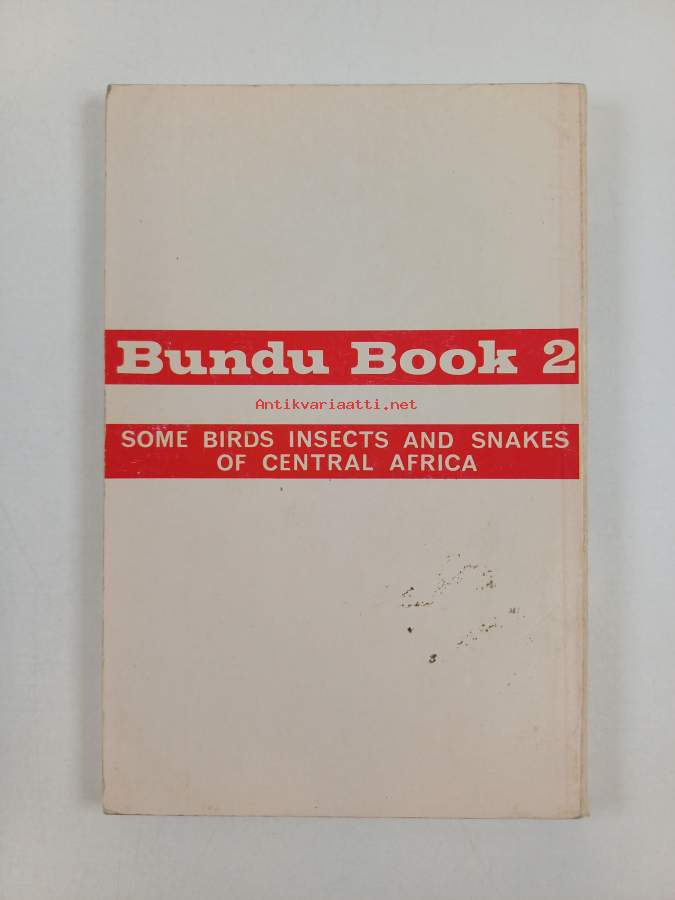 Bundu Book 2
Antikvariaatti.net
SOME BIRDS INSECTS AND SNAKES
OF CENTRAL AFRICA